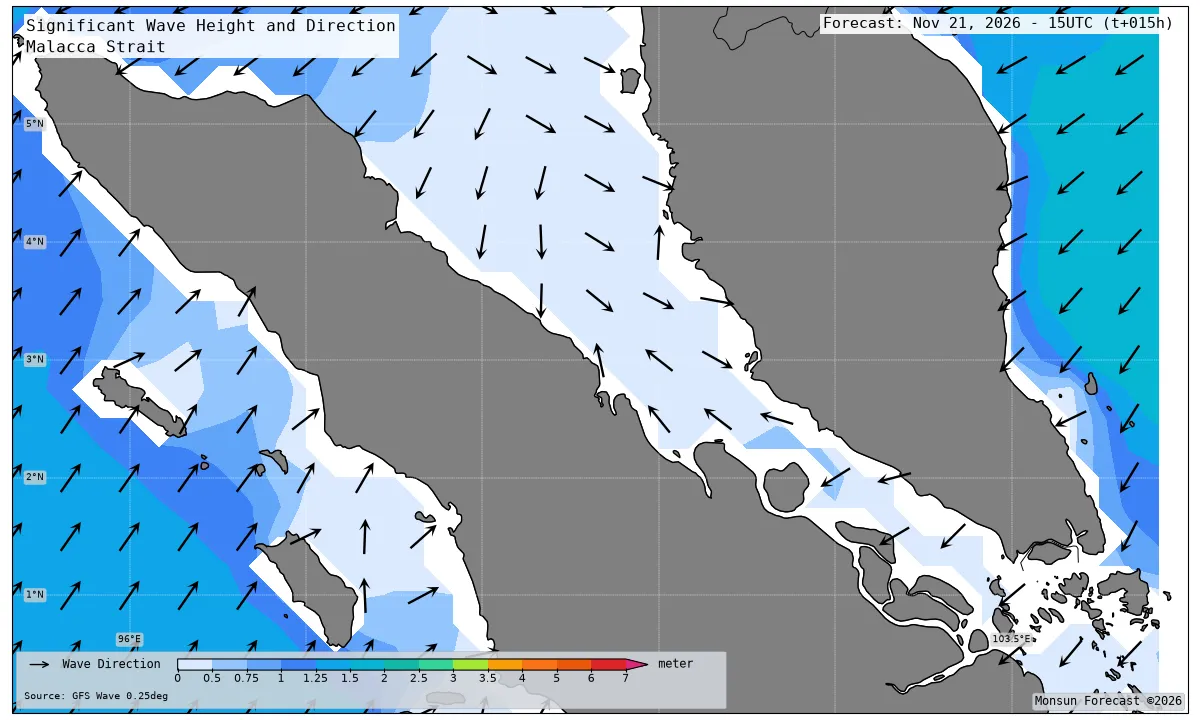 Significant Wave Height and Direction
Malacca Strait
Forecast: Nov 21, 2026 - 15UTC (t+015h)
5°N
4°N
3°N
2°N
1°N
96°E
103.5°E
Wave Direction
0 0.5 0.75 1 1.25 1.5 2 2.5 3 3.5 4 5 6 7
meter
Source: GFS Wave 0.25deg
Monsun Forecast ©2026